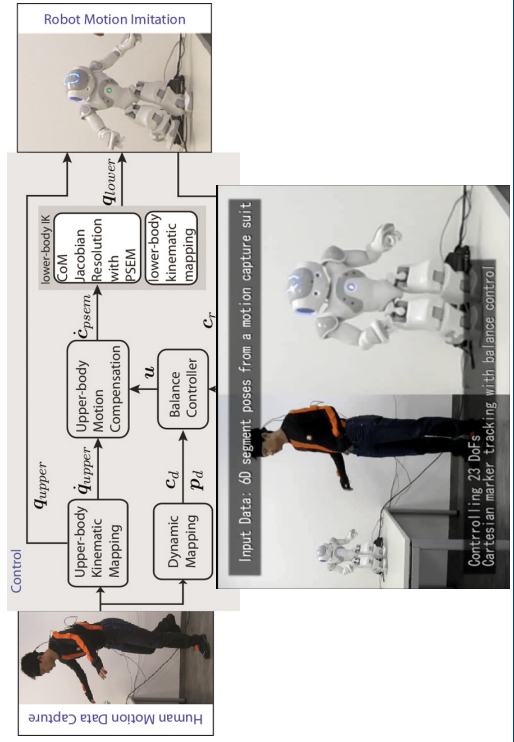 Human Motion Data Capture
Control
q_upper
Upper-body
Kinematic
Mapping
q̇_upper
Upper-body
Motion
Compensation
ċ_psem
lower-body IK
CoM
Jacobian
Resolution
with
PSEM
lower-body
kinematic
mapping
q_lower
Dynamic
Mapping
c_d
p_d
Balance
Controller
u
c_r
Robot Motion Imitation
Input Data: 6D segment poses from a motion capture suit
Contrrolling 23 DoFs
Cartesian marker tracking with balance control